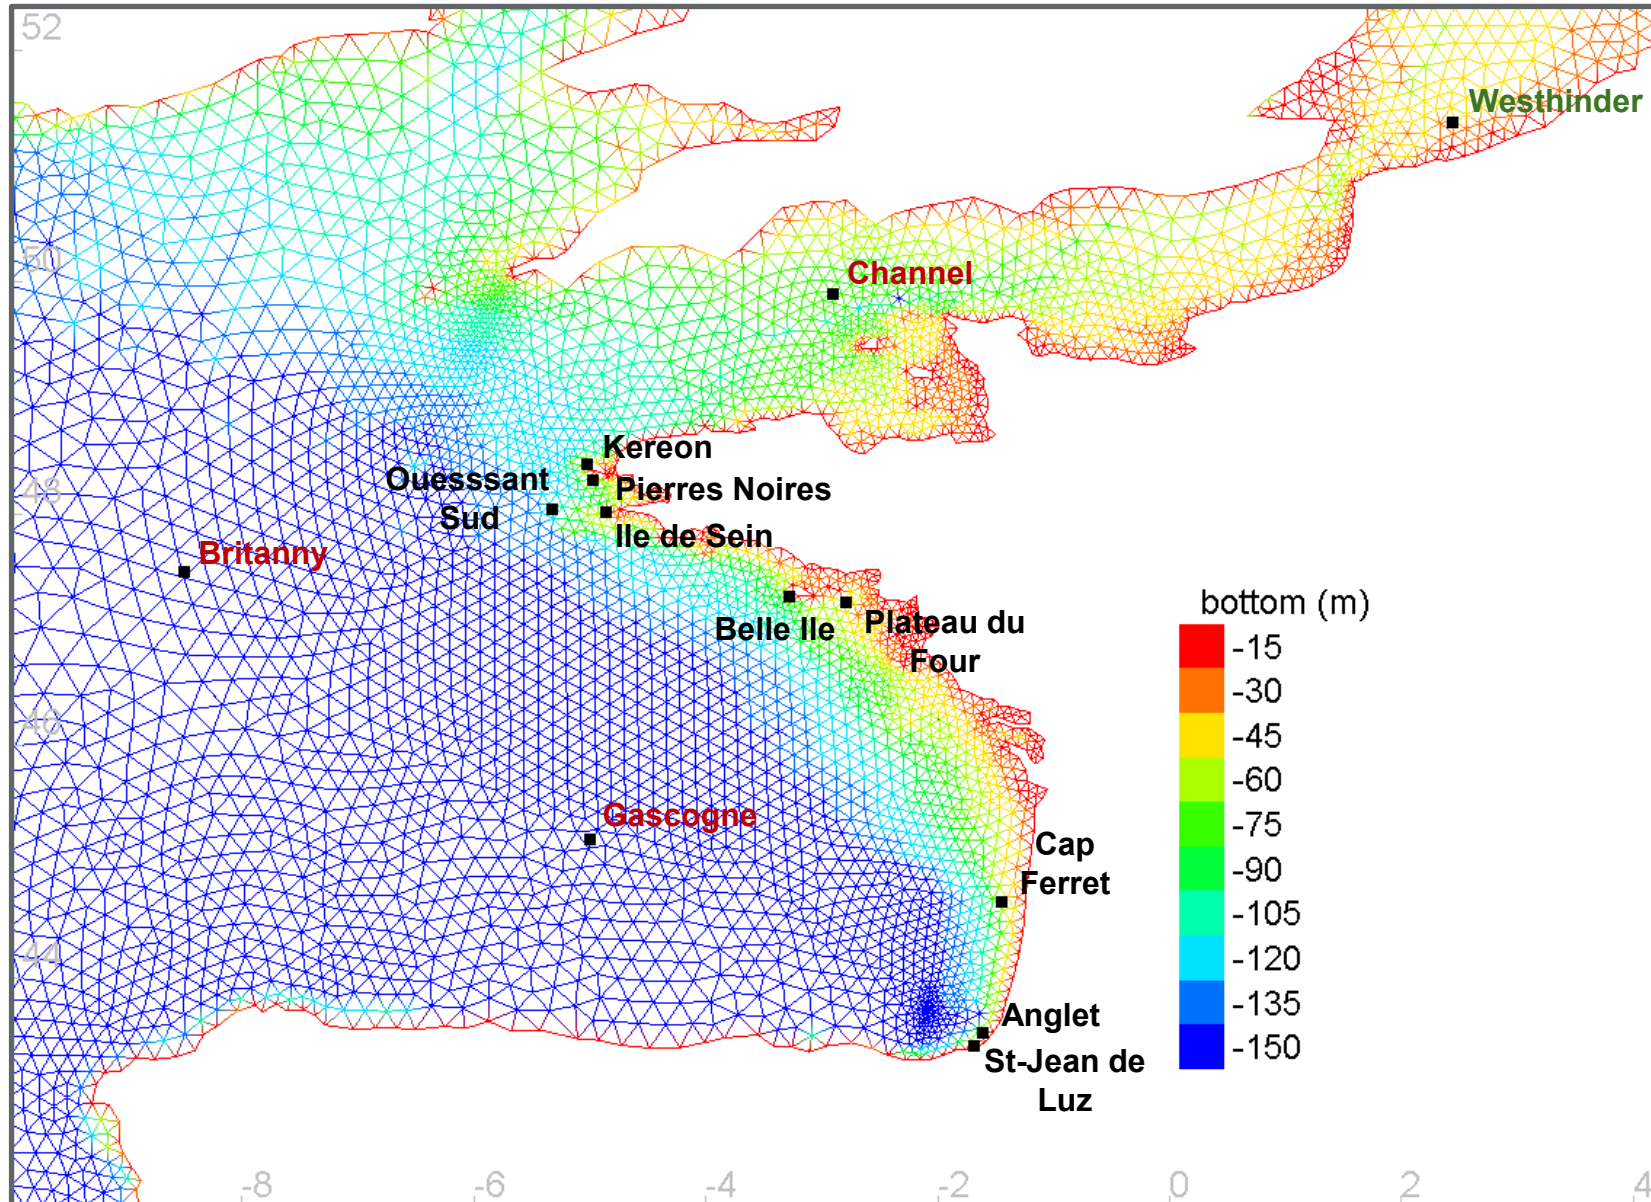 52
Westhinder
50
Channel
Kereon
48
Ouesssant
Sud
Pierres Noires
Ile de Sein
Britanny
bottom (m)
Belle Ile
Plateau du
Four
-15
-30
46
-45
-60
Gascogne
-75
Cap
Ferret
-90
-105
44
-120
-135
Anglet
-150
St-Jean de
Luz
-8
-6
-4
-2
0
2
4